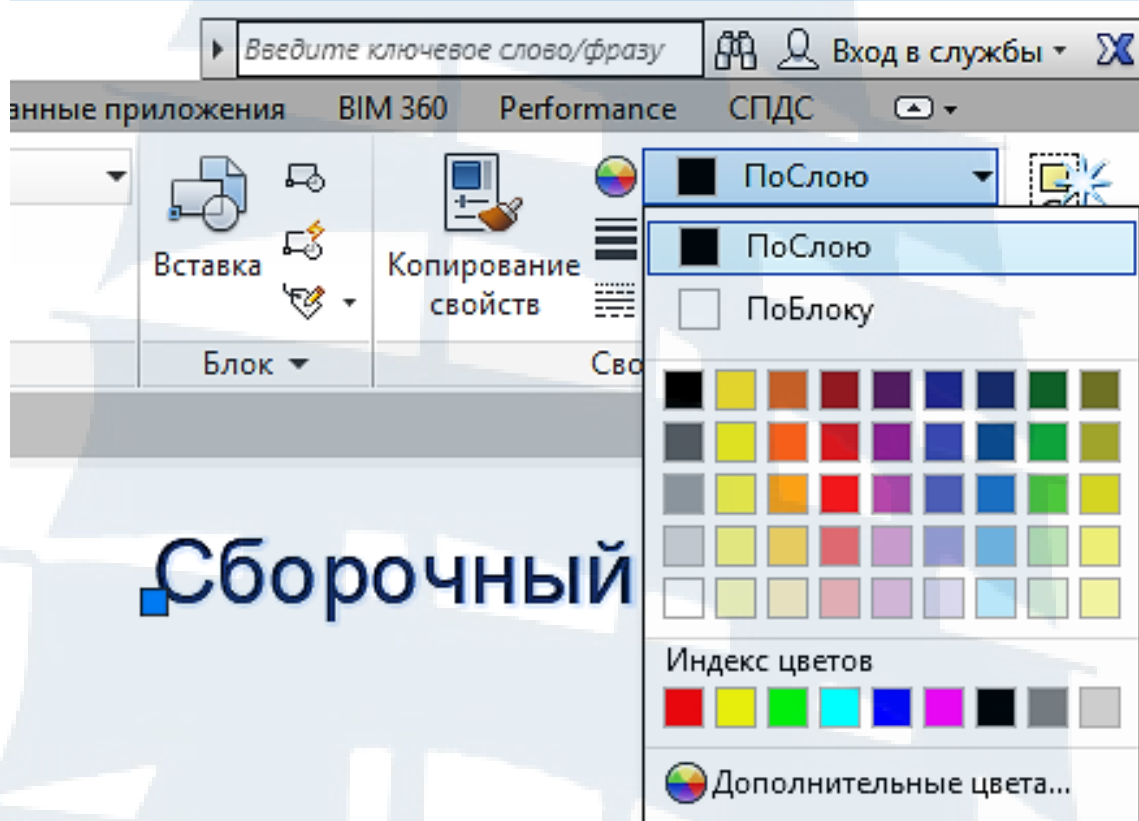 Введите ключевое слово/фразу
Вход в службы
анные приложения BIM 360 Performance СПДС
ПоСлою
Вставка
Копирование
свойств
Блок
Сво
ПоСлою
ПоБлоку
Индекс цветов
Дополнительные цвета...
Сборочный